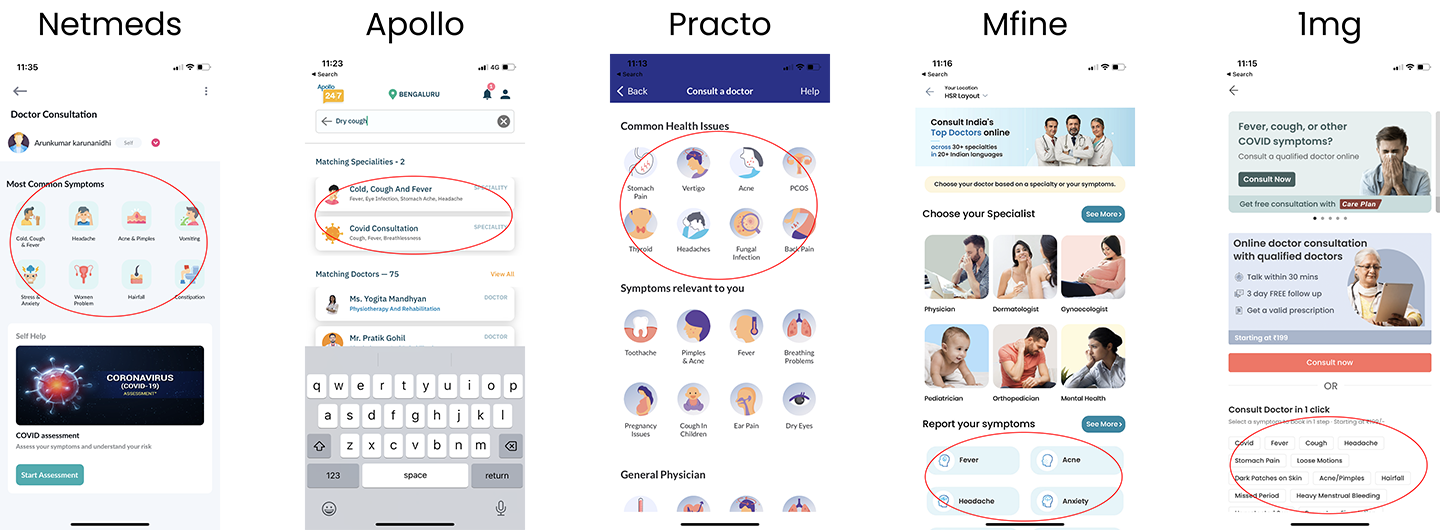 Netmeds
11:35
Doctor Consultation
Arunkumar karunanidhi
Self
Most Common Symptoms
Cold, Cough
& Fever
Headache
Acne & Pimples
Vomiting
Stress &
Anxiety
Women
Problem
Hairfall
Constipation
Self Help
CORONAVIRUS
(COVID-19)
ASSESSMENT*
COVID assessment
Assess your symptoms and understand your risk
Start Assessment
Apollo
11:23
4G
Search
Apollo
24|7
BENGALURU
1
Dry cough
Matching Specialities - 2
Cold, Cough And Fever
SPECIALITY
Fever, Eye Infection, Stomach Ache, Headache
Covid Consultation
SPECIALITY
Cough, Fever, Breathlessness
Matching Doctors — 75
View All
Ms. Yogita Mandhyan
DOCTOR
Physiotherapy And Rehabilitation
Mr. Pratik Gohil
DOCTOR
q w e r t y u i o p
a s d f g h j k l
z x c v b n m
123
space
return
Practo
11:13
Search
Back
Consult a doctor
Help
Common Health Issues
Stomach
Pain
Vertigo
Acne
PCOS
Thyroid
Headaches
Fungal
Infection
Back Pain
Symptoms relevant to you
Toothache
Pimples
& Acne
Fever
Breathing
Problems
Pregnancy
Issues
Cough In
Children
Ear Pain
Dry Eyes
General Physician
Mfine
11:16
Search
Your Location
HSR Layout
Consult India's
Top Doctors online
across 30+ specialties
in 20+ Indian languages
Choose your doctor based on a specialty or your symptoms.
Choose your Specialist
See More
Physician
Dermatologist
Gynaecologist
Pediatrician
Orthopedician
Mental Health
Report your symptoms
See More
Fever
Acne
Headache
Anxiety
1mg
11:15
Search
Fever, cough, or other
COVID symptoms?
Consult a qualified doctor online
Consult Now
Get free consultation with Care Plan
Online doctor consultation
with qualified doctors
Talk within 30 mins
3 day FREE follow up
Get a valid prescription
Starting at ₹199
Consult now
OR
Consult Doctor in 1 click
Select a symptom to book in 1 step · Starting at ₹199/-
Covid
Fever
Cough
Headache
Stomach Pain
Loose Motions
Dark Patches on Skin
Acne/Pimples
Hairfall
Missed Period
Heavy Menstrual Bleeding